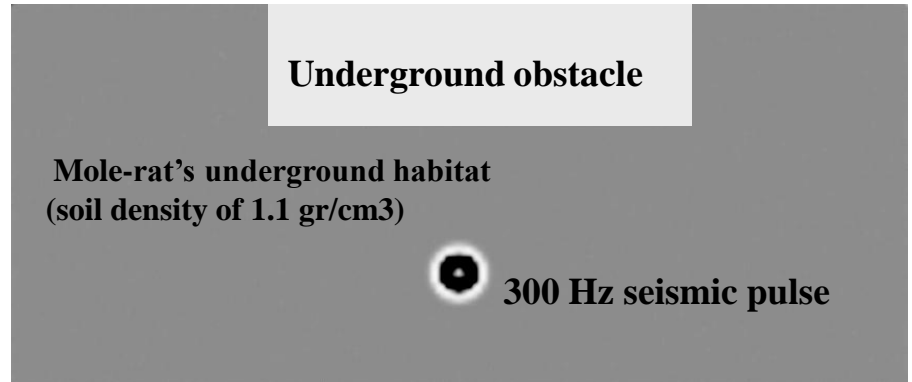 Underground obstacle
Mole-rat's underground habitat
(soil density of 1.1 gr/cm3)
300 Hz seismic pulse